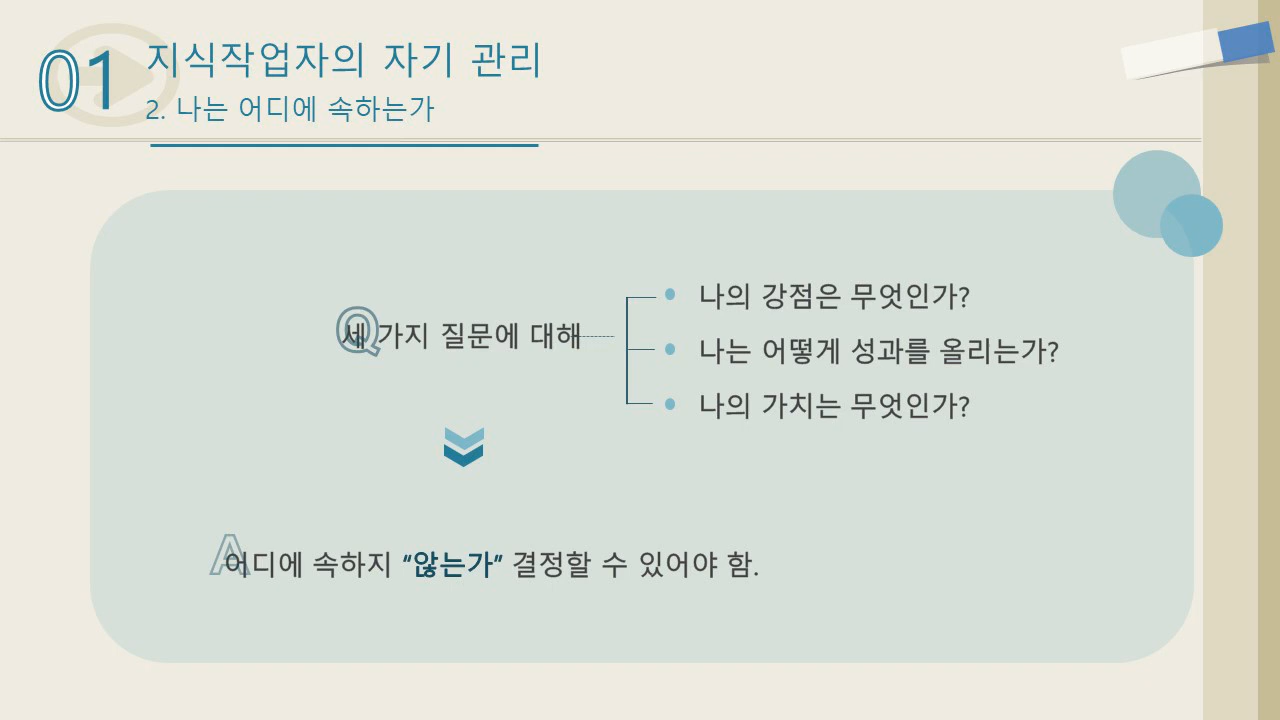 01
지식작업자의 자기 관리
2. 나는 어디에 속하는가
Q
세 가지 질문에 대해
나의 강점은 무엇인가?
나는 어떻게 성과를 올리는가?
나의 가치는 무엇인가?
A
어디에 속하지 “않는가” 결정할 수 있어야 함.